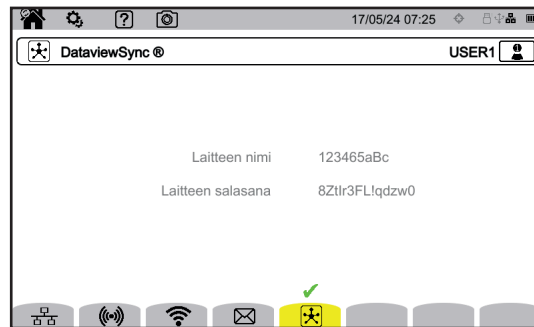 17/05/24 07:25
DataviewSync ®
USER1
Laitteen nimi 123465aBc
Laitteen salasana 8ZtIr3FL!qdzw0